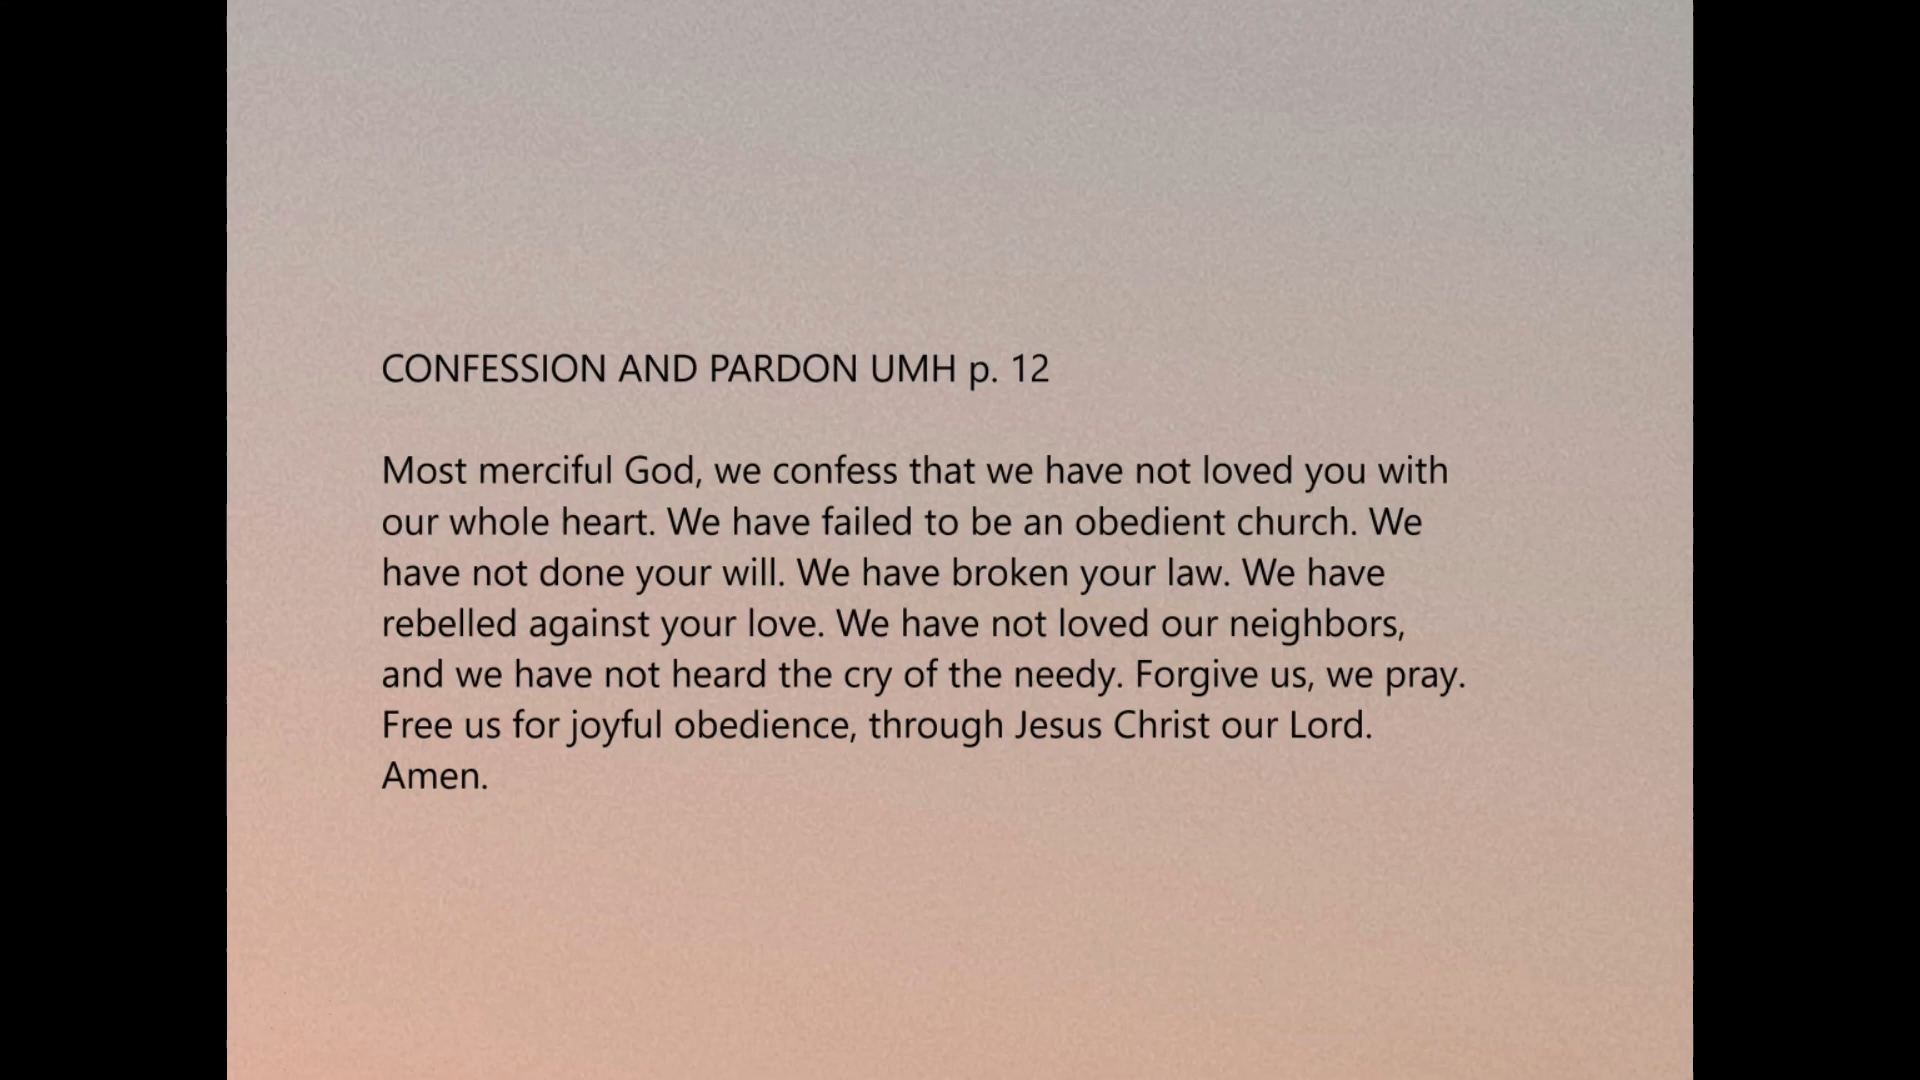 CONFESSION AND PARDON UMH p. 12
Most merciful God, we confess that we have not loved you with
our whole heart. We have failed to be an obedient church. We
have not done your will. We have broken your law. We have
rebelled against your love. We have not loved our neighbors,
and we have not heard the cry of the needy. Forgive us, we pray.
Free us for joyful obedience, through Jesus Christ our Lord.
Amen.